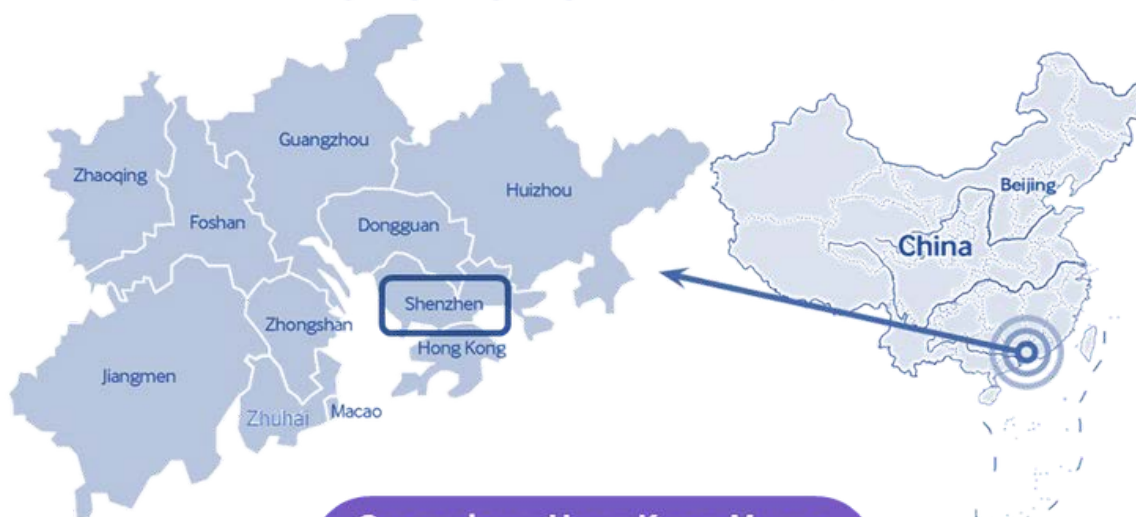 Guangzhou
Zhaoqing
Huizhou
Foshan
Dongguan
Shenzhen
Zhongshan
Hong Kong
Jiangmen
Zhuhai
Macao
Beijing
China